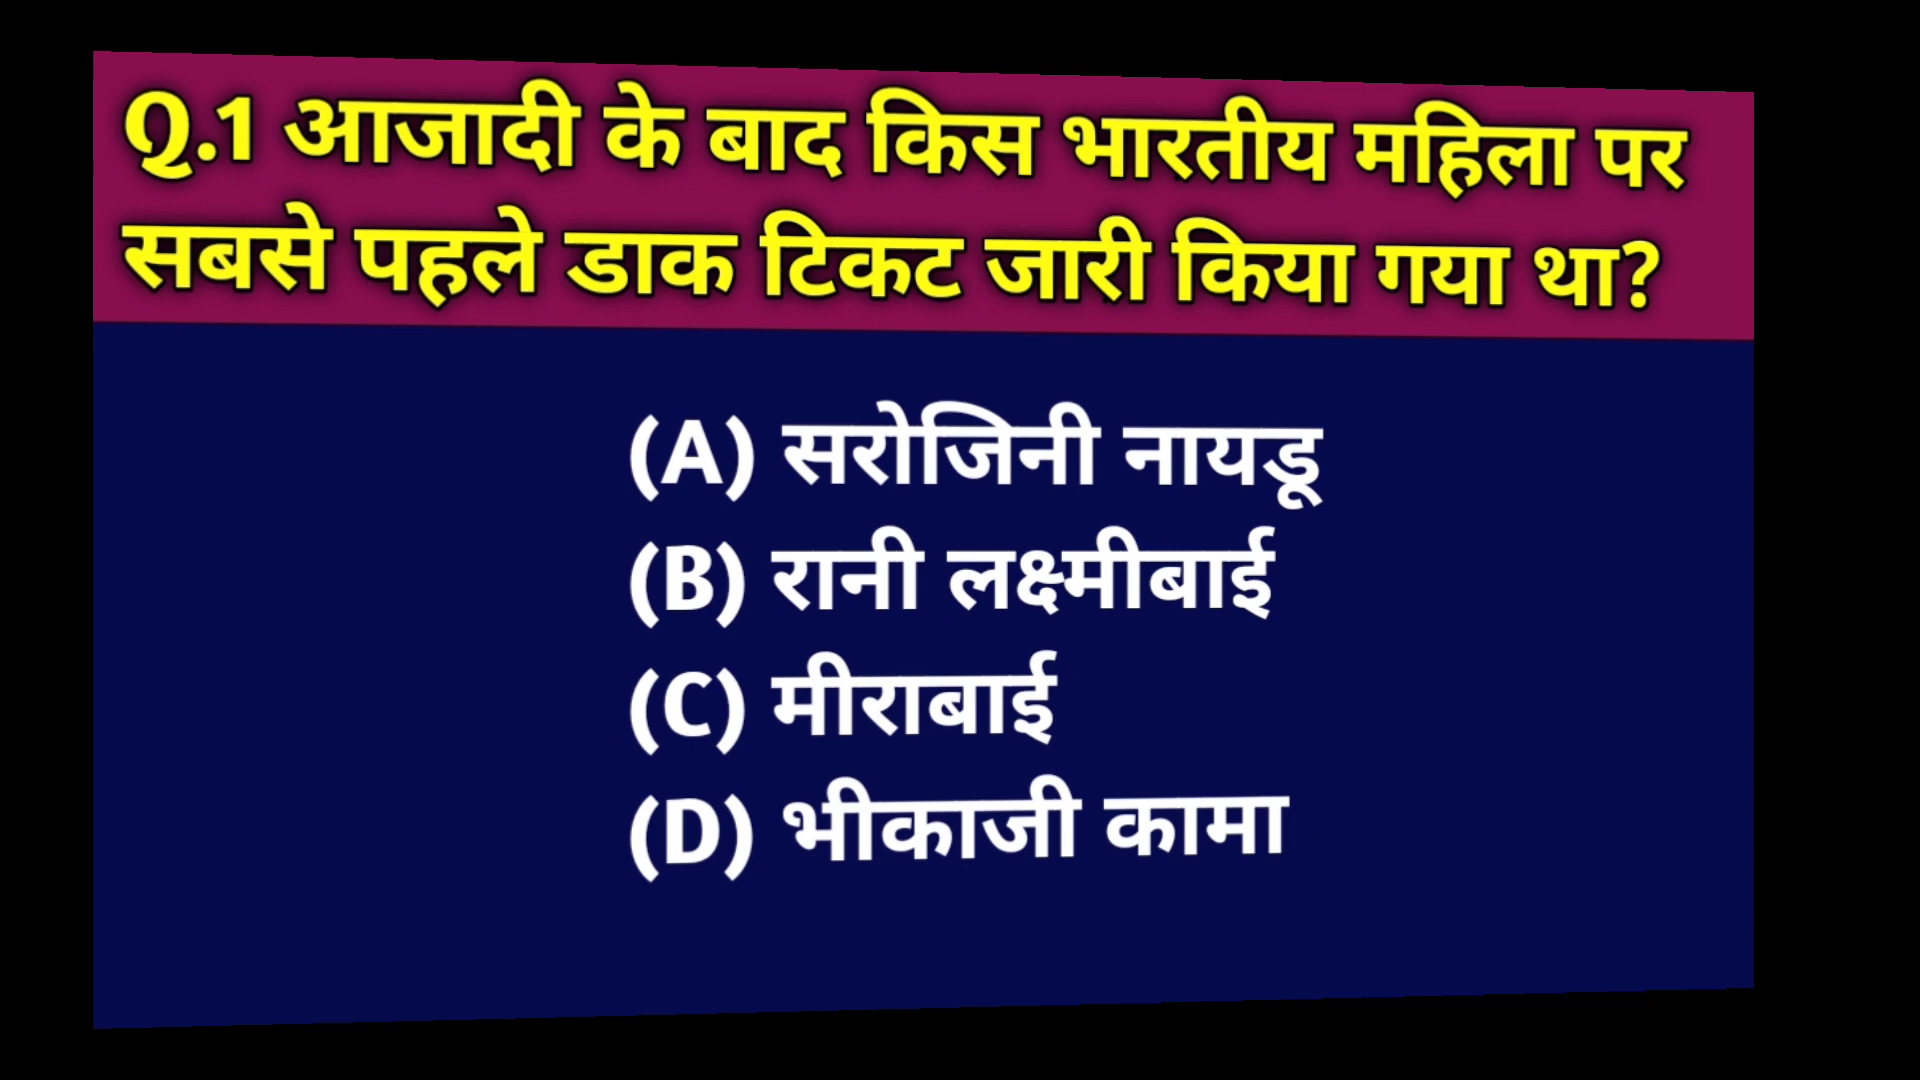 Q.1 आजादी के बाद किस भारतीय महिला पर
सबसे पहले डाक टिकट जारी किया गया था?
(A) सरोजिनी नायडू
(B) रानी लक्ष्मीबाई
(C) मीराबाई
(D) भीकाजी कामा